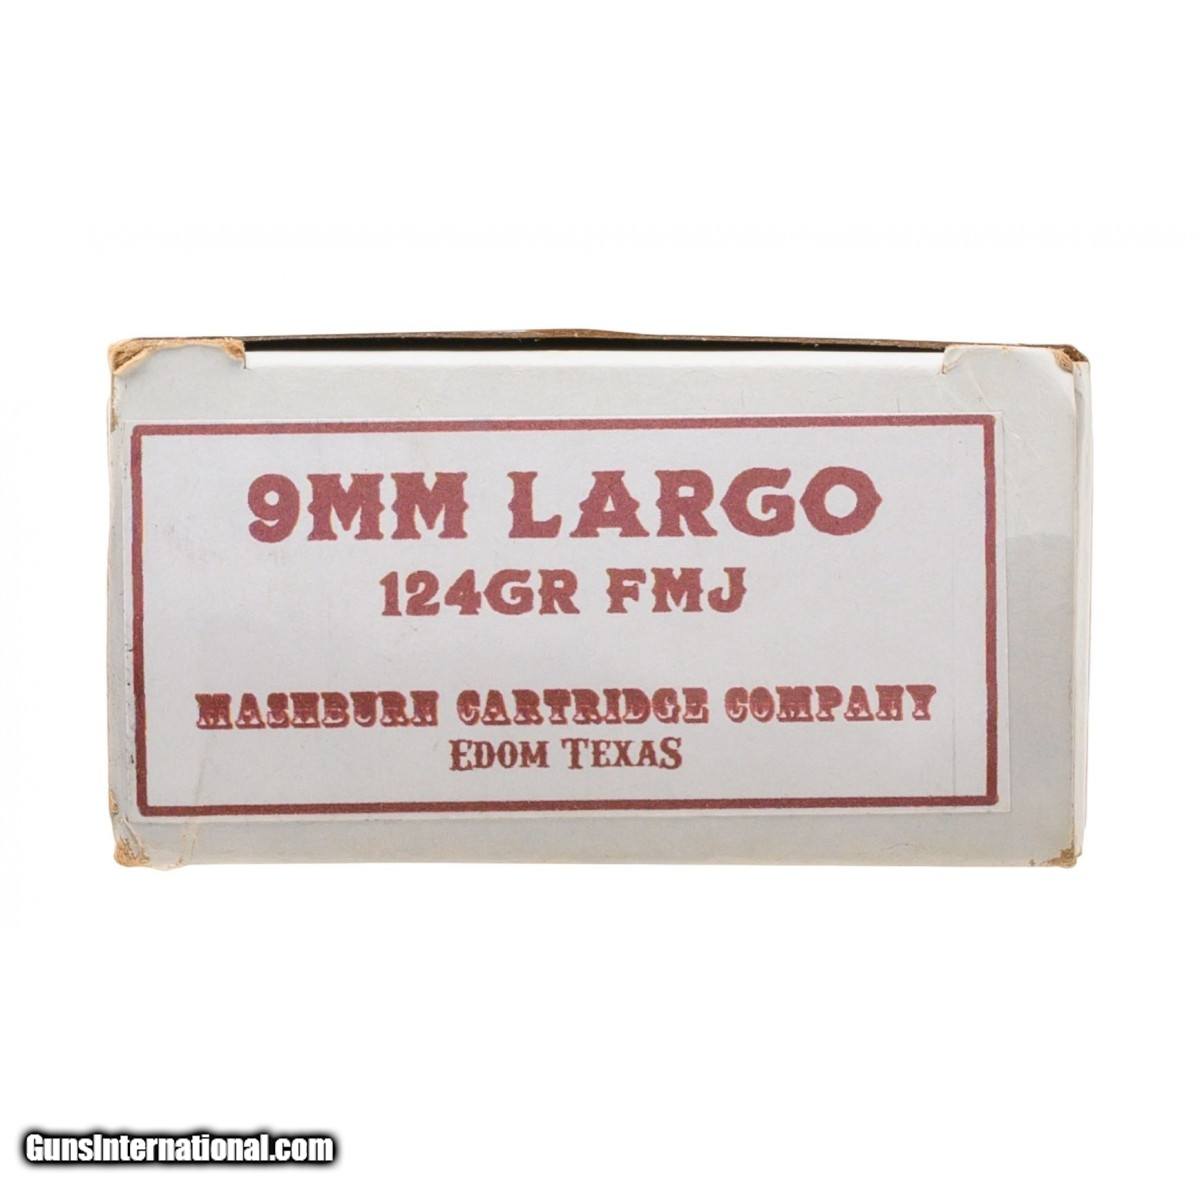 9MM LARGO
124GR FMJ
MASHBURN CARTRIDGE COMPANY
EDOM TEXAS
GunsInternational.com